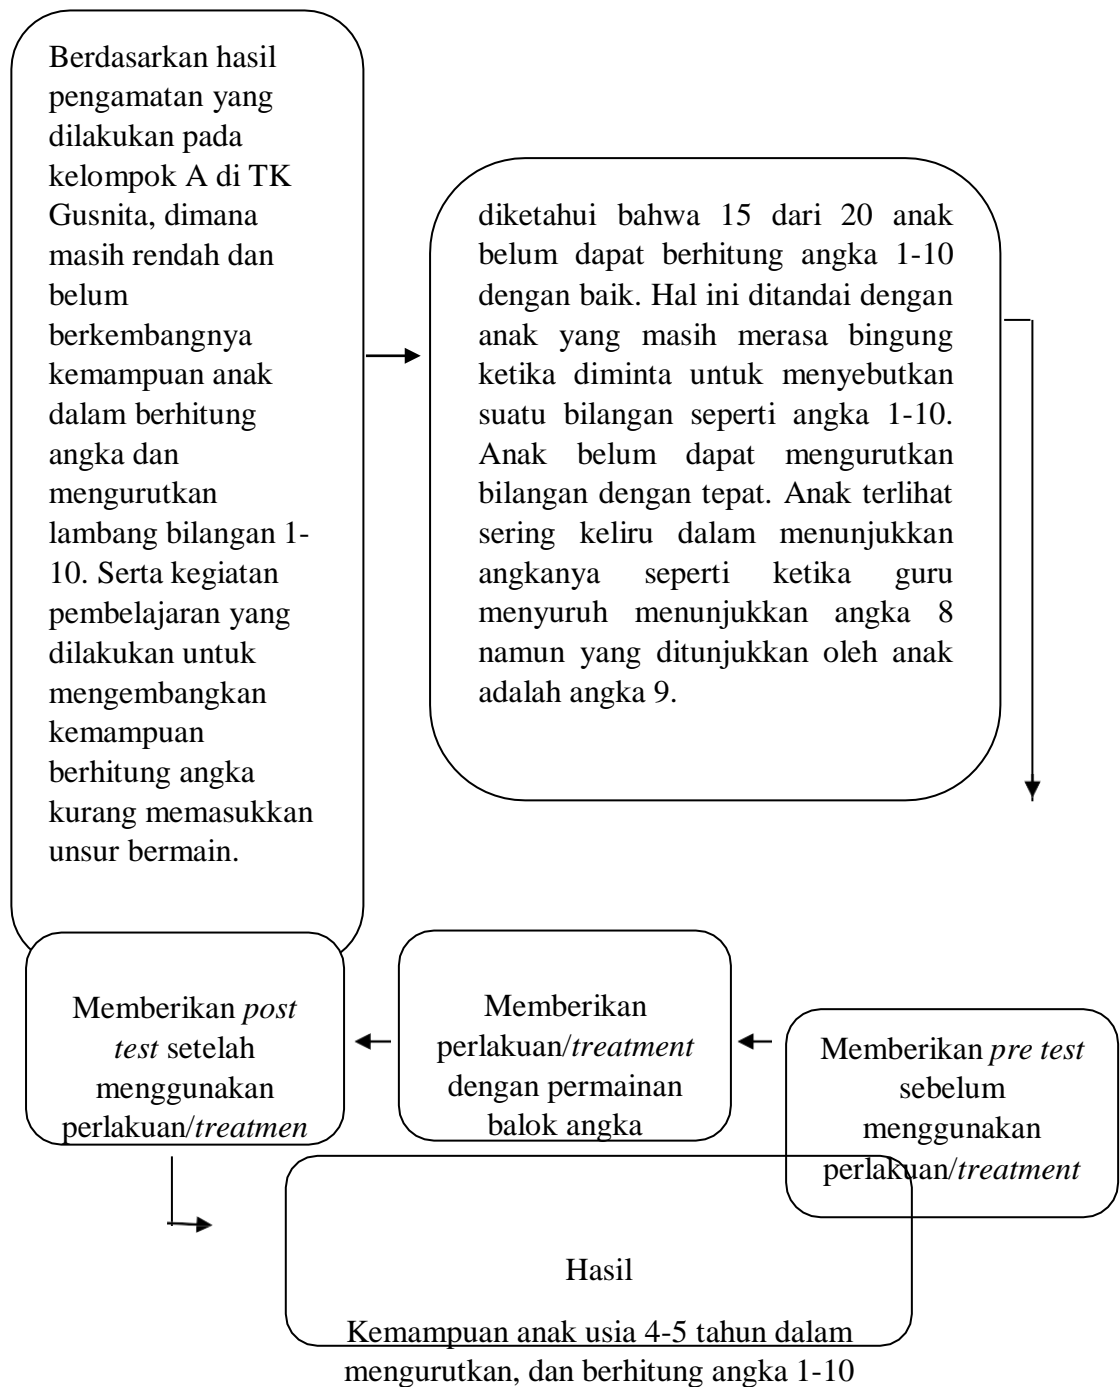 Berdasarkan hasil
pengamatan yang
dilakukan pada
kelompok A di TK
Gusnita, dimana
masih rendah dan
belum
berkembangnya
kemampuan anak
dalam berhitung
angka dan
mengurutkan
lambang bilangan 1-
10. Serta kegiatan
pembelajaran yang
dilakukan untuk
mengembangkan
kemampuan
berhitung angka
kurang memasukkan
unsur bermain.
diketahui bahwa 15 dari 20 anak
belum dapat berhitung angka 1-10
dengan baik. Hal ini ditandai dengan
anak yang masih merasa bingung
ketika diminta untuk menyebutkan
suatu bilangan seperti angka 1-10.
Anak belum dapat mengurutkan
bilangan dengan tepat. Anak terlihat
sering keliru dalam menunjukkan
angkanya seperti ketika guru
menyuruh menunjukkan angka 8
namun yang ditunjukkan oleh anak
adalah angka 9.
Memberikan pre test
sebelum
menggunakan
perlakuan/treatment
Memberikan
perlakuan/treatment
dengan permainan
balok angka
Memberikan post
test setelah
menggunakan
perlakuan/treatmen
Hasil
Kemampuan anak usia 4-5 tahun dalam
mengurutkan, dan berhitung angka 1-10